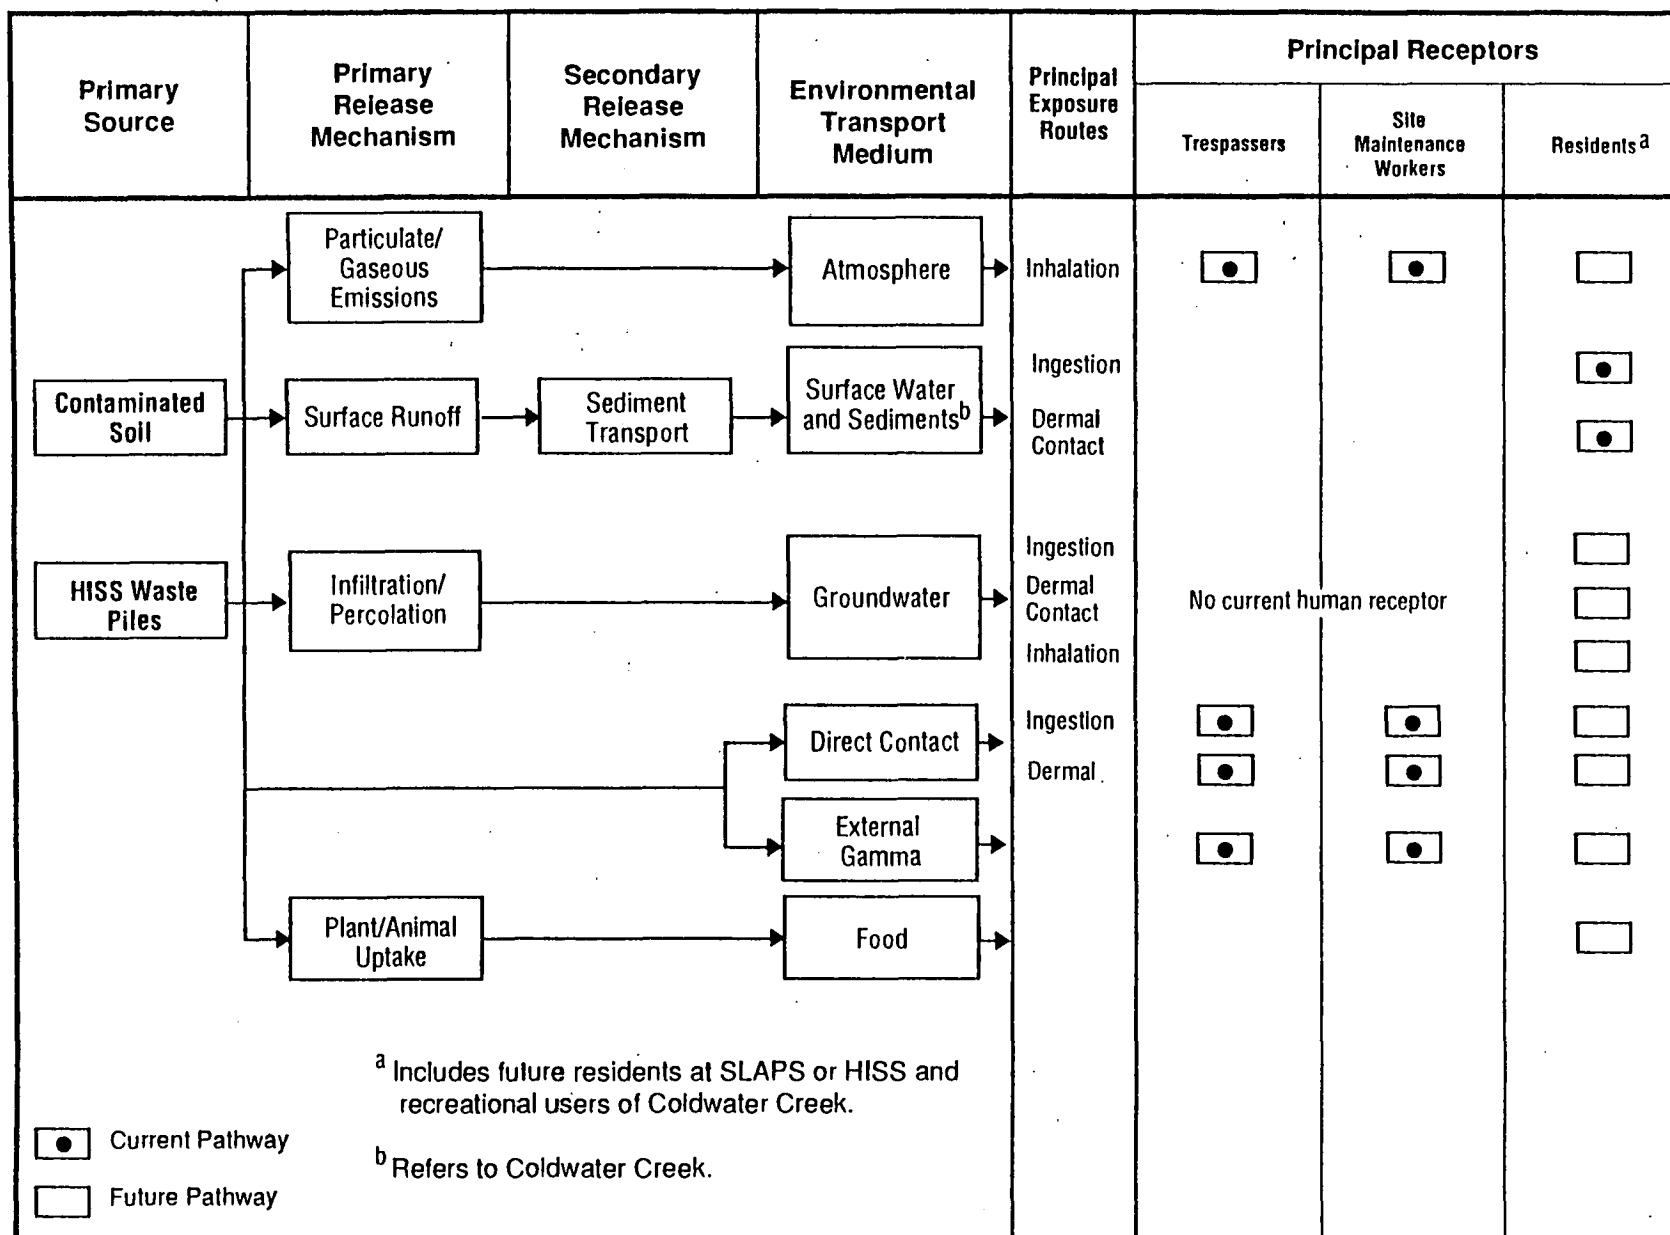 Primary
Source
Primary
Release
Mechanism
Secondary
Release
Mechanism
Environmental
Transport
Medium
Principal
Exposure
Routes
Principal Receptors
Trespassers
Site
Maintenance
Workers
Residents a
Particulate/
Gaseous
Emissions
Atmosphere
Inhalation
Contaminated
Soil
Surface Runoff
Sediment
Transport
Surface Water
and Sediments b
Ingestion
Dermal
Contact
HISS Waste
Piles
Infiltration/
Percolation
Groundwater
Ingestion
Dermal
Contact
Inhalation
No current human receptor
Direct Contact
Ingestion
Dermal
External
Gamma
Plant/Animal
Uptake
Food
a Includes future residents at SLAPS or HISS and
recreational users of Coldwater Creek.
b Refers to Coldwater Creek.
Current Pathway
Future Pathway